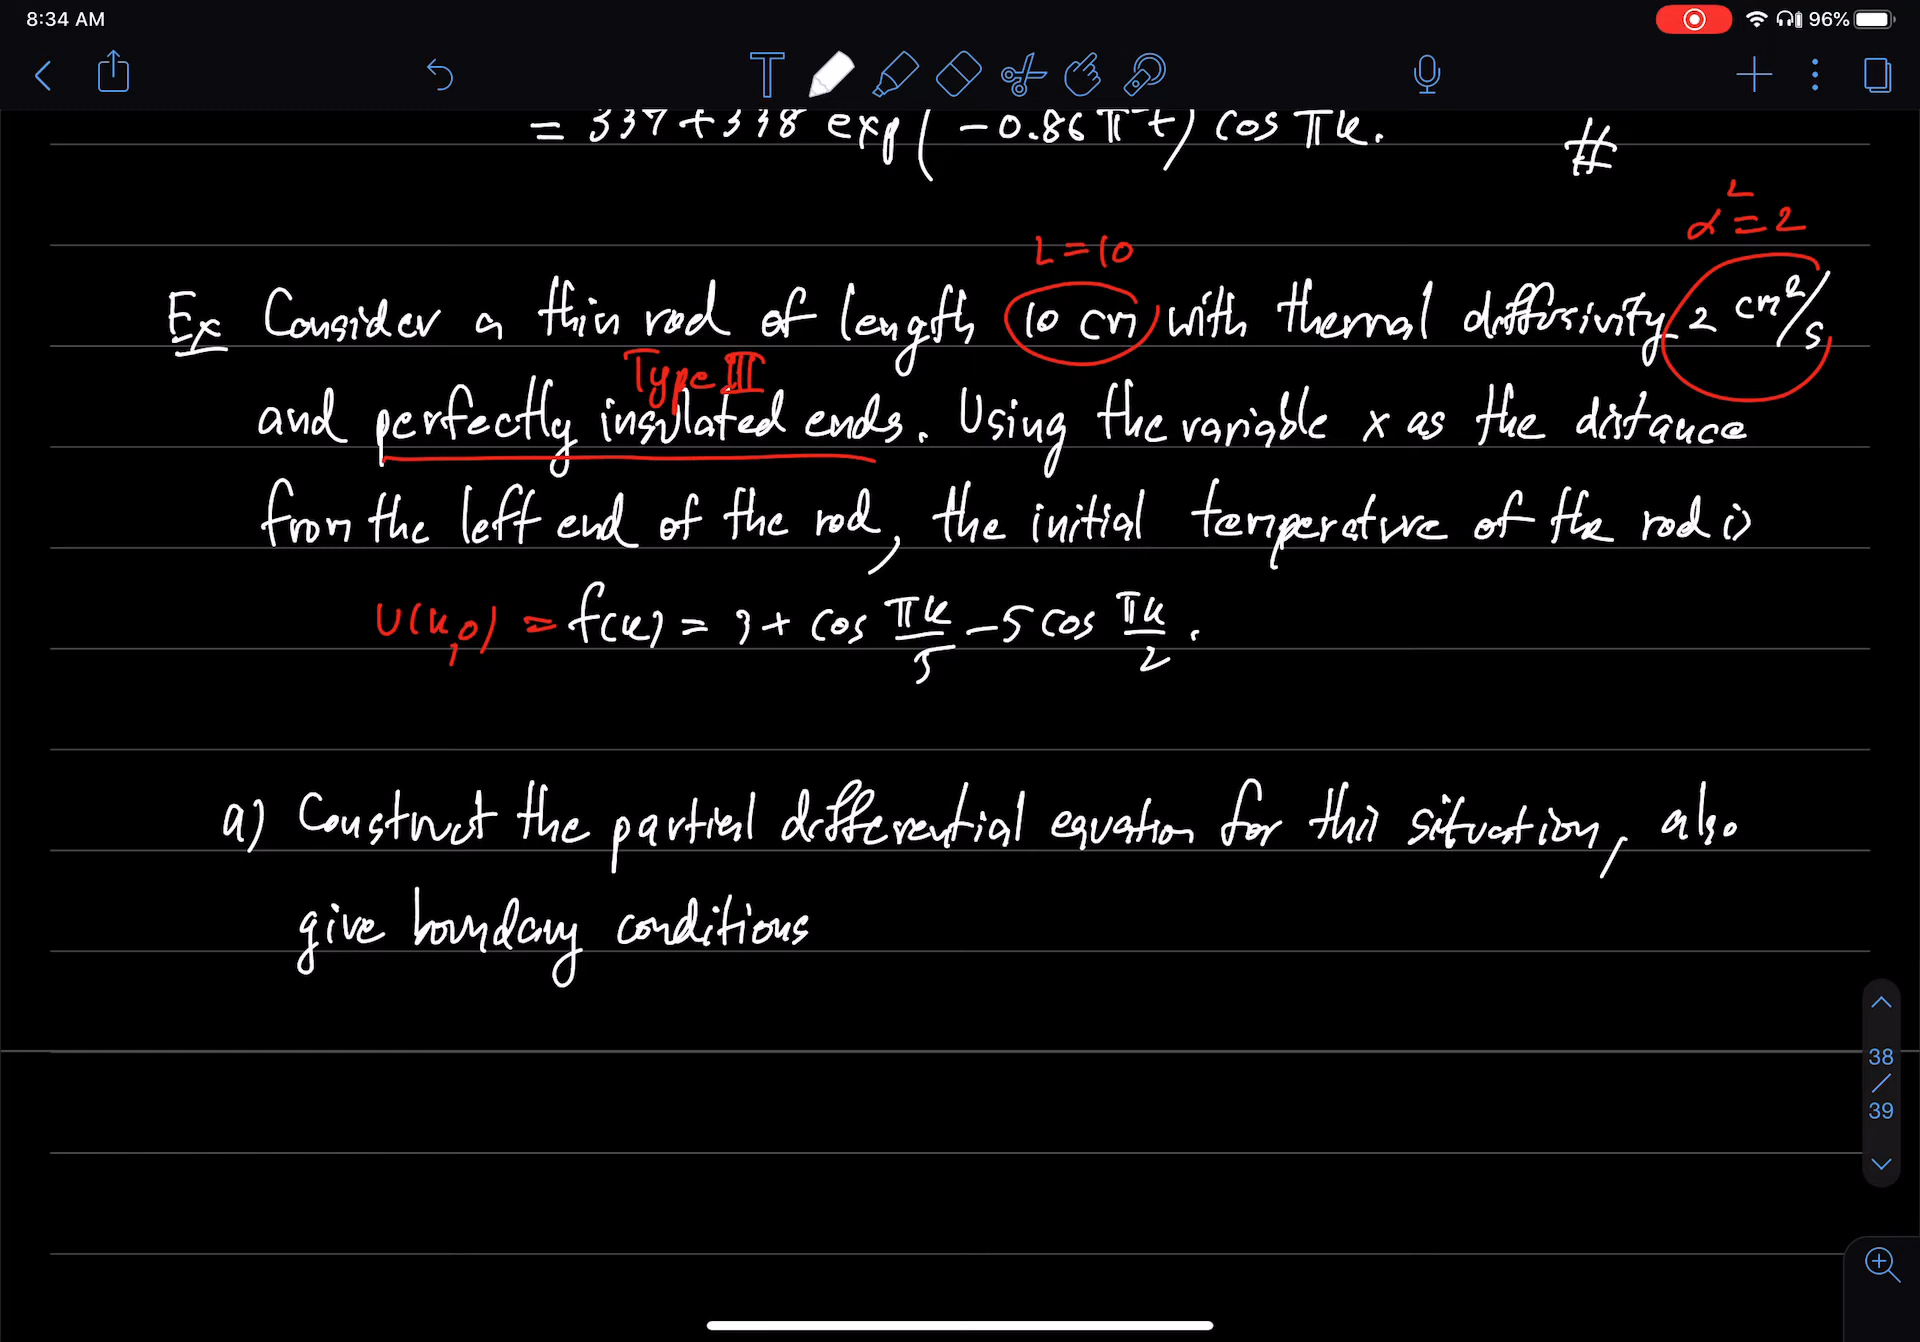 8:34 AM
96%
= 337 + 338 exp(-0.86π²t) cos πx. #
L = 10
α² = 2
Ex Consider a thin rod of length 10 cm with thermal diffusivity 2 cm²/s
Type III
and perfectly insulated ends. Using the variable x as the distance
from the left end of the rod, the initial temperature of the rod is
U(x,0) = f(x) = 3 + cos πx/5 - 5 cos πx/2.
a) Construct the partial differential equation for this situation, also
give boundary conditions
38
/
39